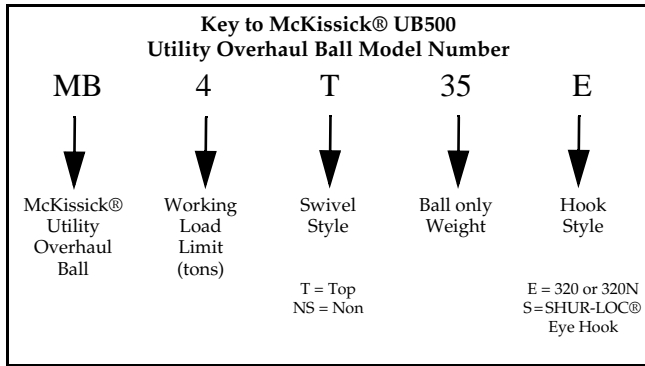 Key to McKissick® UB500
Utility Overhaul Ball Model Number
MB 4 T 35 E
McKissick® Utility Overhaul Ball
Working Load Limit (tons)
Swivel Style
Ball only Weight
Hook Style
T = Top
NS = Non
E = 320 or 320N
S=SHUR-LOC®
Eye Hook